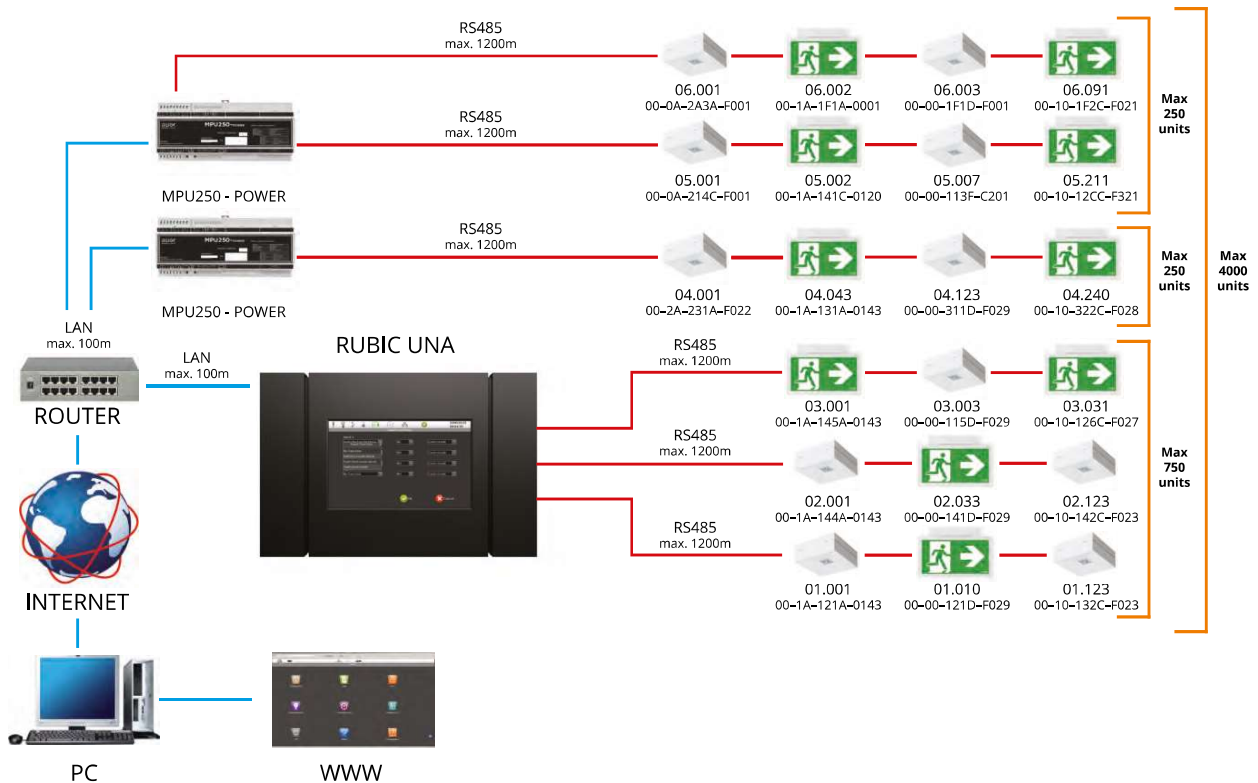 RS485
max. 1200m
06.001
00-0A-2A3A-F001
06.002
00-1A-1F1A-0001
06.003
00-00-1F1D-F001
06.091
00-10-1F2C-F021
MPU250
MPU250 - POWER
RS485
max. 1200m
05.001
00-0A-214C-F001
05.002
00-1A-141C-0120
05.007
00-00-113F-C201
05.211
00-10-12CC-F321
Max
250
units
MPU250
MPU250 - POWER
RS485
max. 1200m
04.001
00-2A-231A-F022
04.043
00-1A-131A-0143
04.123
00-00-311D-F029
04.240
00-10-322C-F028
Max
250
units
Max
4000
units
LAN
max. 100m
ROUTER
LAN
max. 100m
RUBIC UNA
RS485
max. 1200m
03.001
00-1A-145A-0143
03.003
00-00-115D-F029
03.031
00-10-126C-F027
RS485
max. 1200m
02.001
00-1A-144A-0143
02.033
00-00-141D-F029
02.123
00-10-142C-F023
RS485
max. 1200m
01.001
00-1A-121A-0143
01.010
00-00-121D-F029
01.123
00-10-132C-F023
Max
750
units
INTERNET
PC
WWW